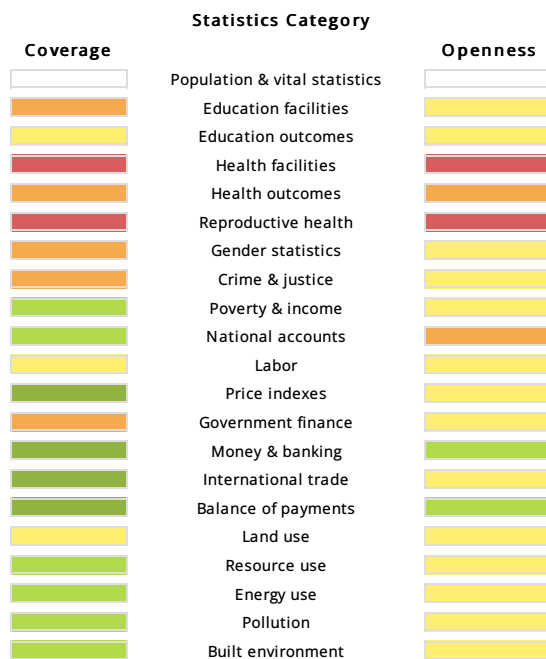 Statistics Category
Coverage Openness
Population & vital statistics
Education facilities
Education outcomes
Health facilities
Health outcomes
Reproductive health
Gender statistics
Crime & justice
Poverty & income
National accounts
Labor
Price indexes
Government finance
Money & banking
International trade
Balance of payments
Land use
Resource use
Energy use
Pollution
Built environment